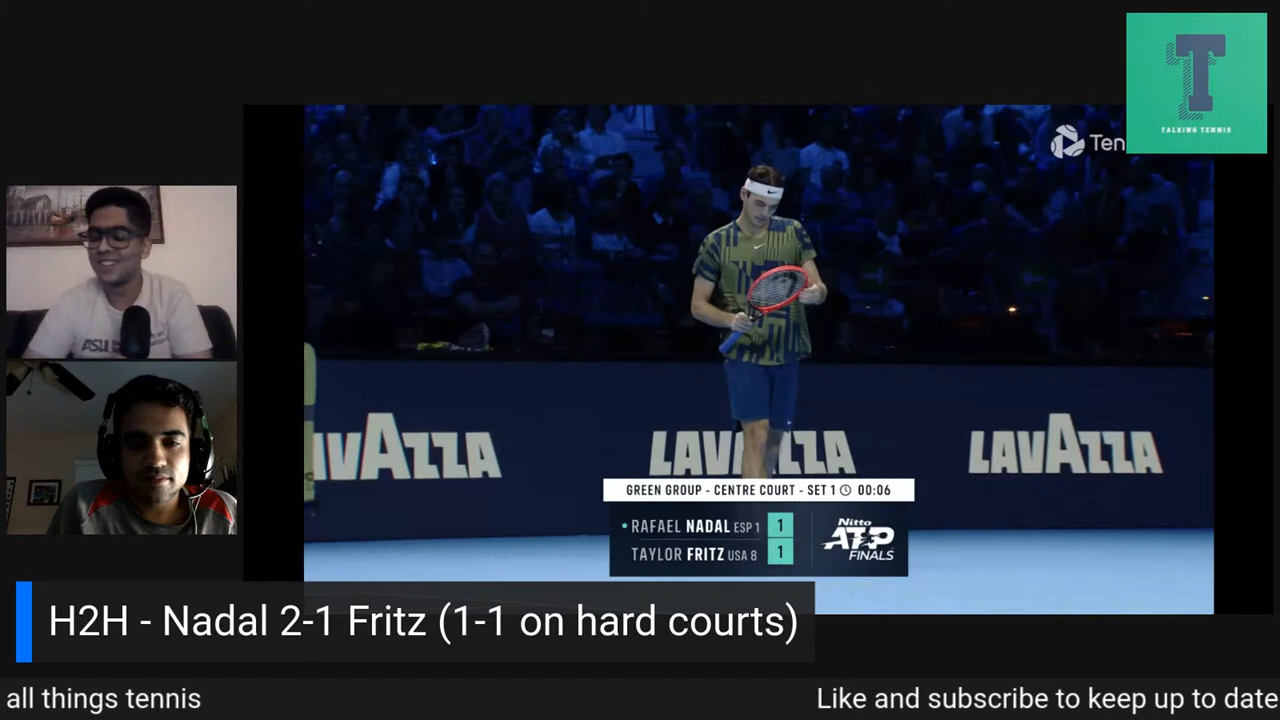 T
TALKING TENNIS
Ten
ASU
LAVAZZA
LAVAZZA
LAVAZZA
GREEN GROUP - CENTRE COURT - SET 1 00:06
RAFAEL NADAL ESP 1 1
TAYLOR FRITZ USA 8 1
Nitto
ATP
FINALS
H2H - Nadal 2-1 Fritz (1-1 on hard courts)
all things tennis
Like and subscribe to keep up to date